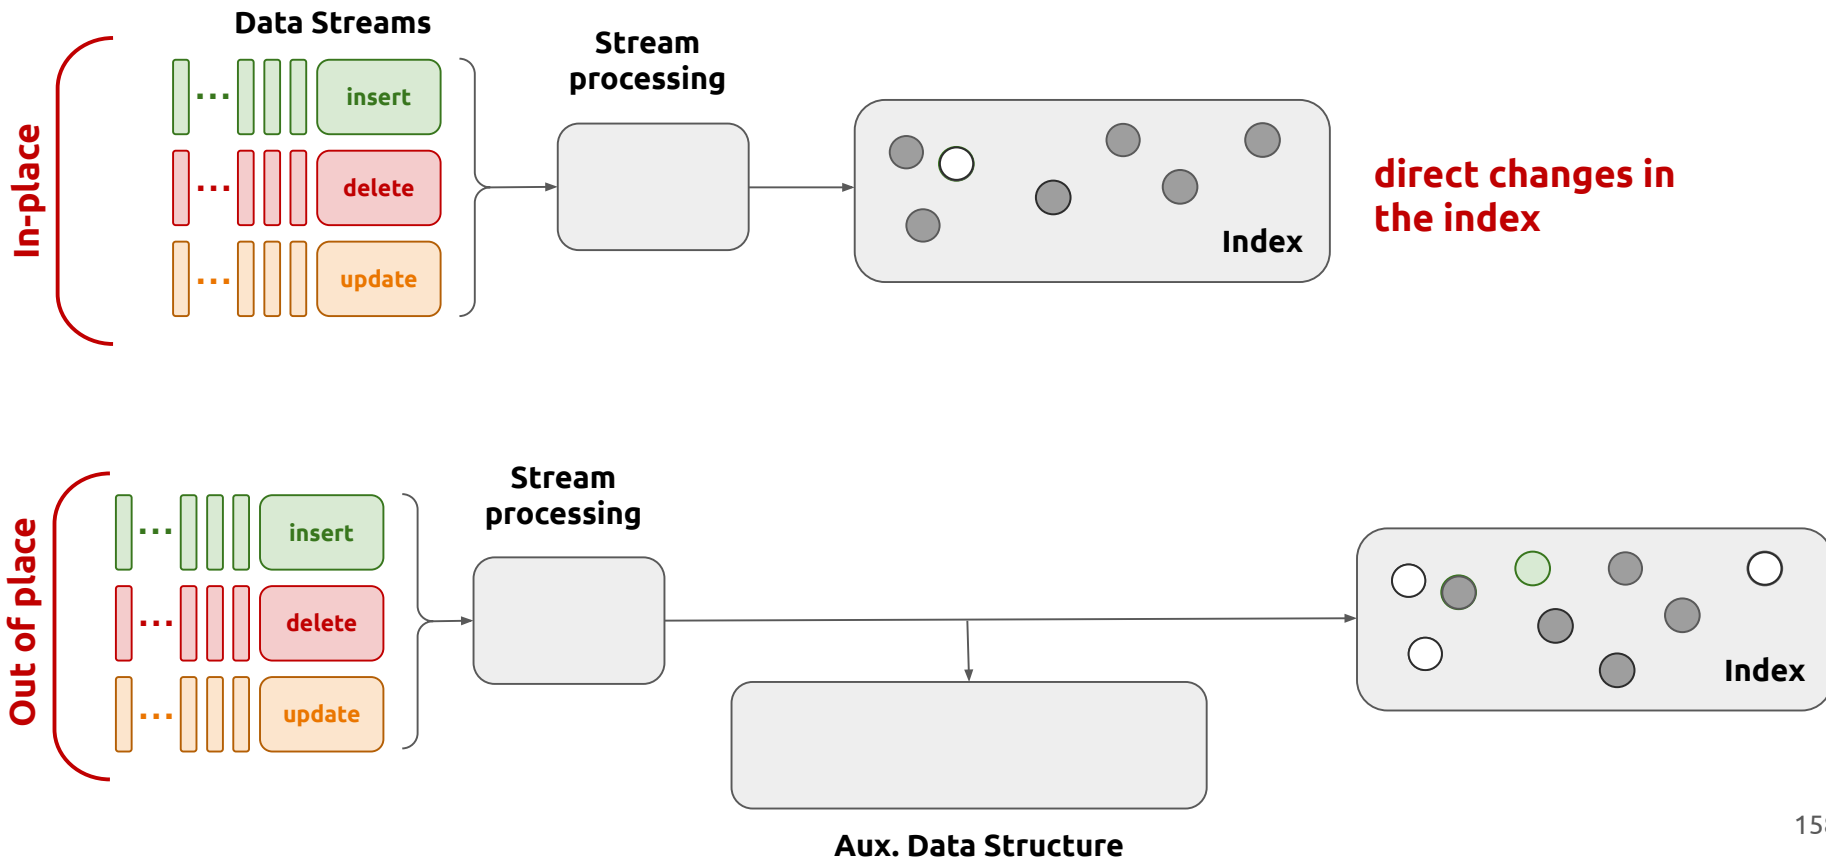 Data Streams
Stream
processing
In-place
... insert
... delete
... update
Index
direct changes in
the index
Stream
processing
Out of place
... insert
... delete
... update
Index
Aux. Data Structure
158